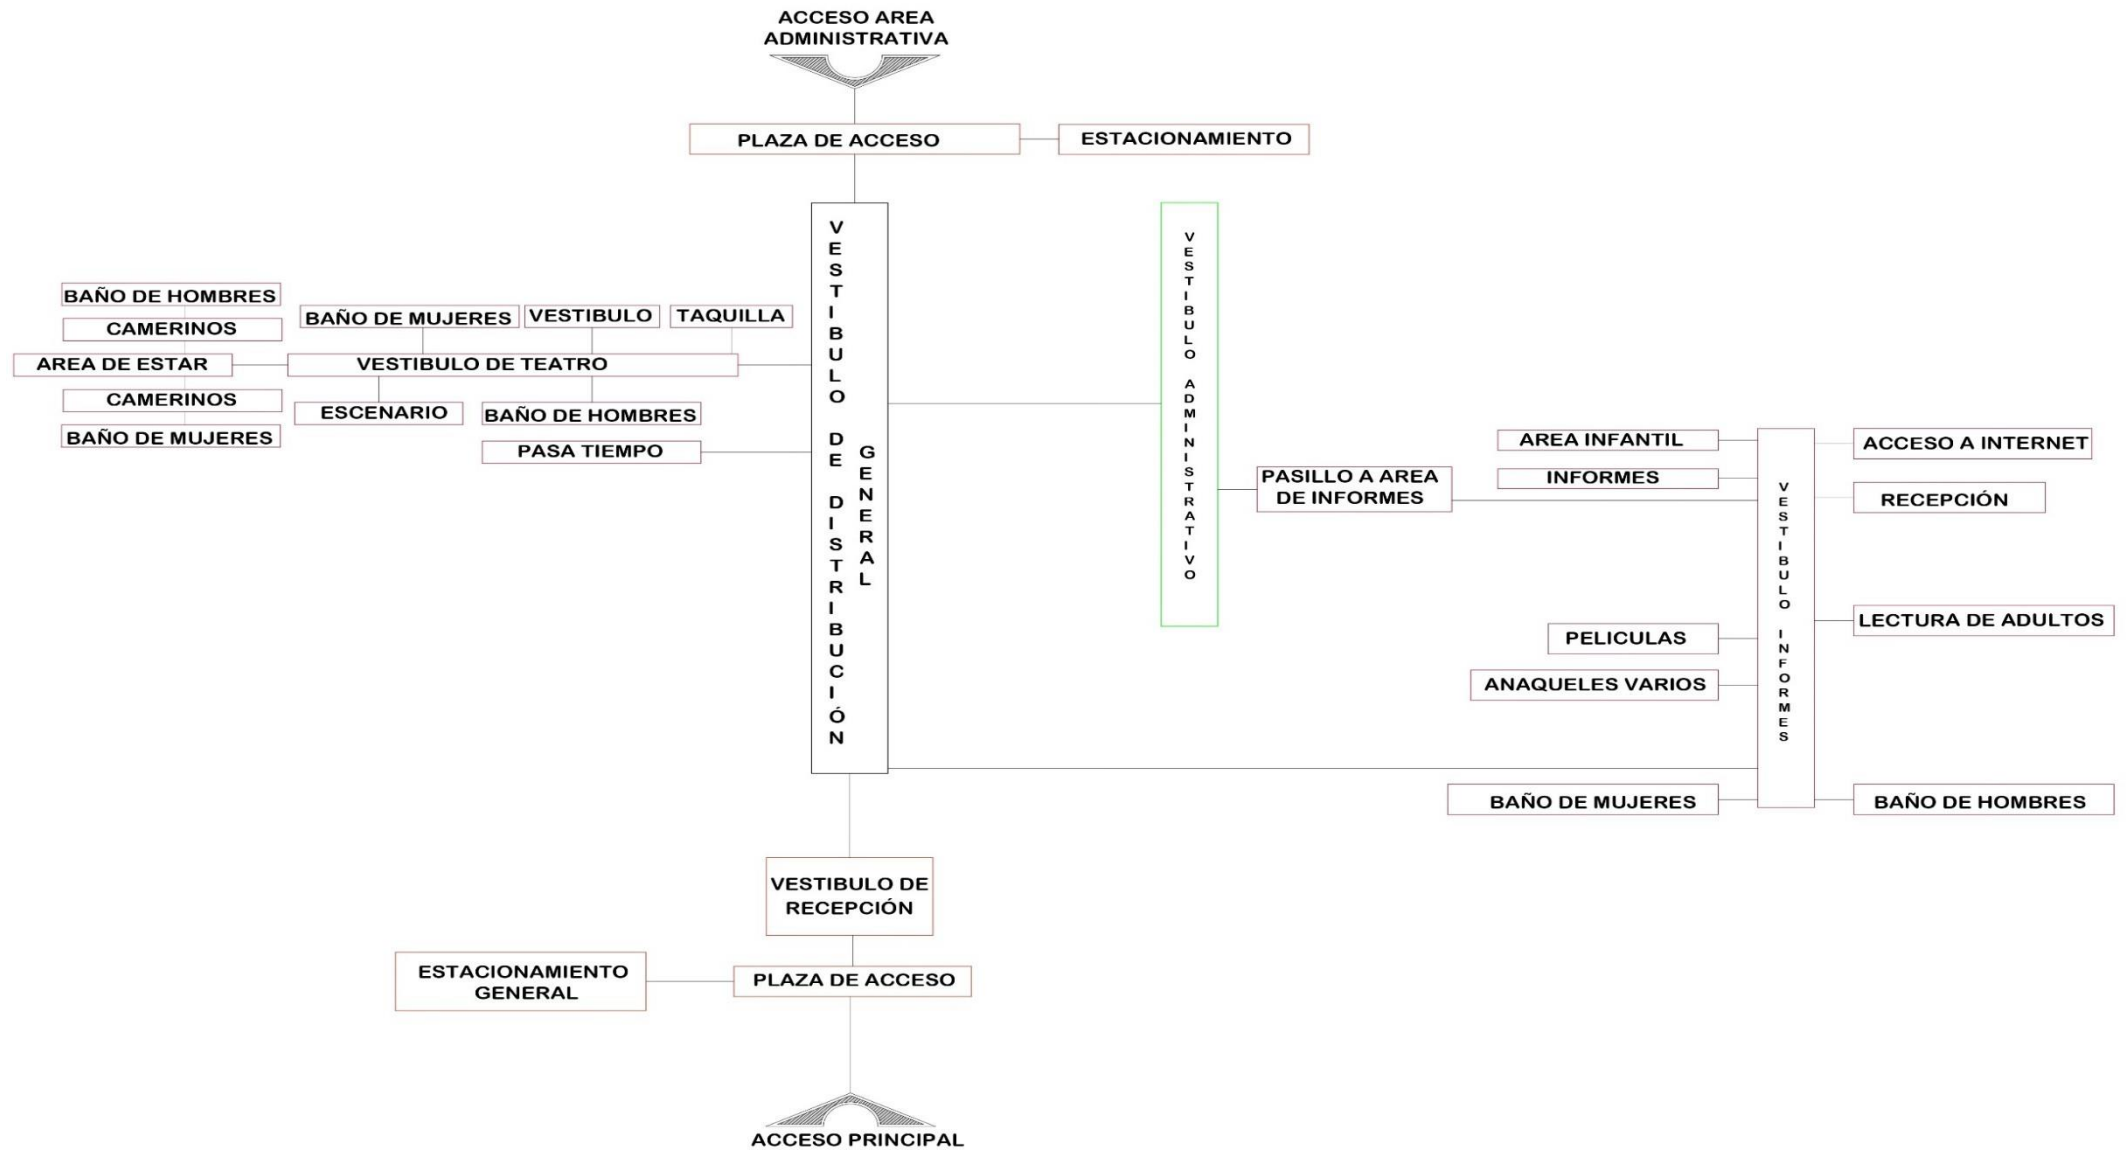 ACCESO AREA
ADMINISTRATIVA
PLAZA DE ACCESO
ESTACIONAMIENTO
VESTIBULO DE DISTRIBUCIÓN
GENERAL
VESTIBULO ADMINISTRATIVO
BAÑO DE HOMBRES
CAMERINOS
AREA DE ESTAR
CAMERINOS
BAÑO DE MUJERES
BAÑO DE MUJERES
VESTIBULO
TAQUILLA
VESTIBULO DE TEATRO
ESCENARIO
BAÑO DE HOMBRES
PASA TIEMPO
PASILLO A AREA
DE INFORMES
AREA INFANTIL
INFORMES
PELICULAS
ANAQUELES VARIOS
BAÑO DE MUJERES
VESTIBULO INFORMES
ACCESO A INTERNET
RECEPCIÓN
LECTURA DE ADULTOS
BAÑO DE HOMBRES
VESTIBULO DE
RECEPCIÓN
ESTACIONAMIENTO
GENERAL
PLAZA DE ACCESO
ACCESO PRINCIPAL